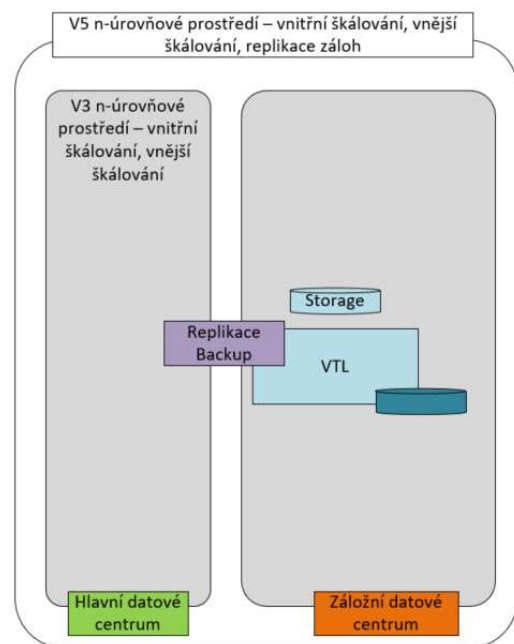 V5 n-úrovňové prostředí – vnitřní škálování, vnější
škálování, replikace záloh
V3 n-úrovňové
prostředí – vnitřní
škálování, vnější
škálování
Storage
Replikace
Backup
VTL
Hlavní datové
centrum
Záložní datové
centrum